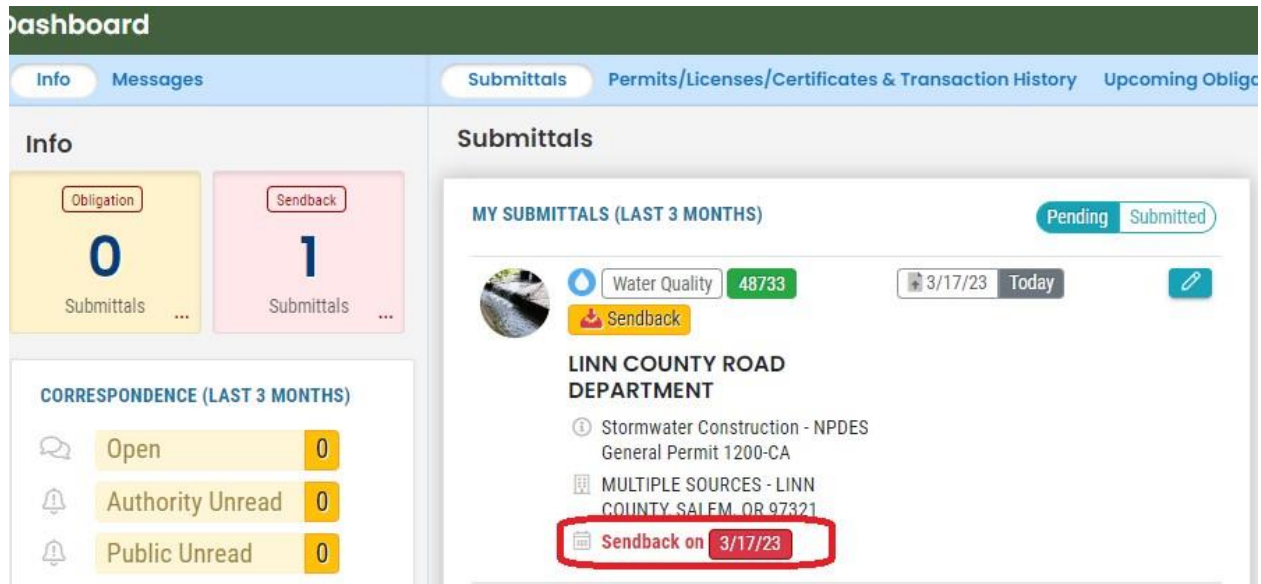 Dashboard
Info Messages
Submittals Permits/Licenses/Certificates & Transaction History Upcoming
Info
Obligation
0
Submittals ...
Sendback
1
Submittals ...
CORRESPONDENCE (LAST 3 MONTHS)
Open 0
Authority Unread 0
Public Unread 0
Submittals
MY SUBMITTALS (LAST 3 MONTHS) Pending Submitted
Water Quality 48733 3/17/23 Today
Sendback
LINN COUNTY ROAD
DEPARTMENT
Stormwater Construction - NPDES
General Permit 1200-CA
MULTIPLE SOURCES - LINN
COUNTY, SALEM, OR 97321
Sendback on 3/17/23